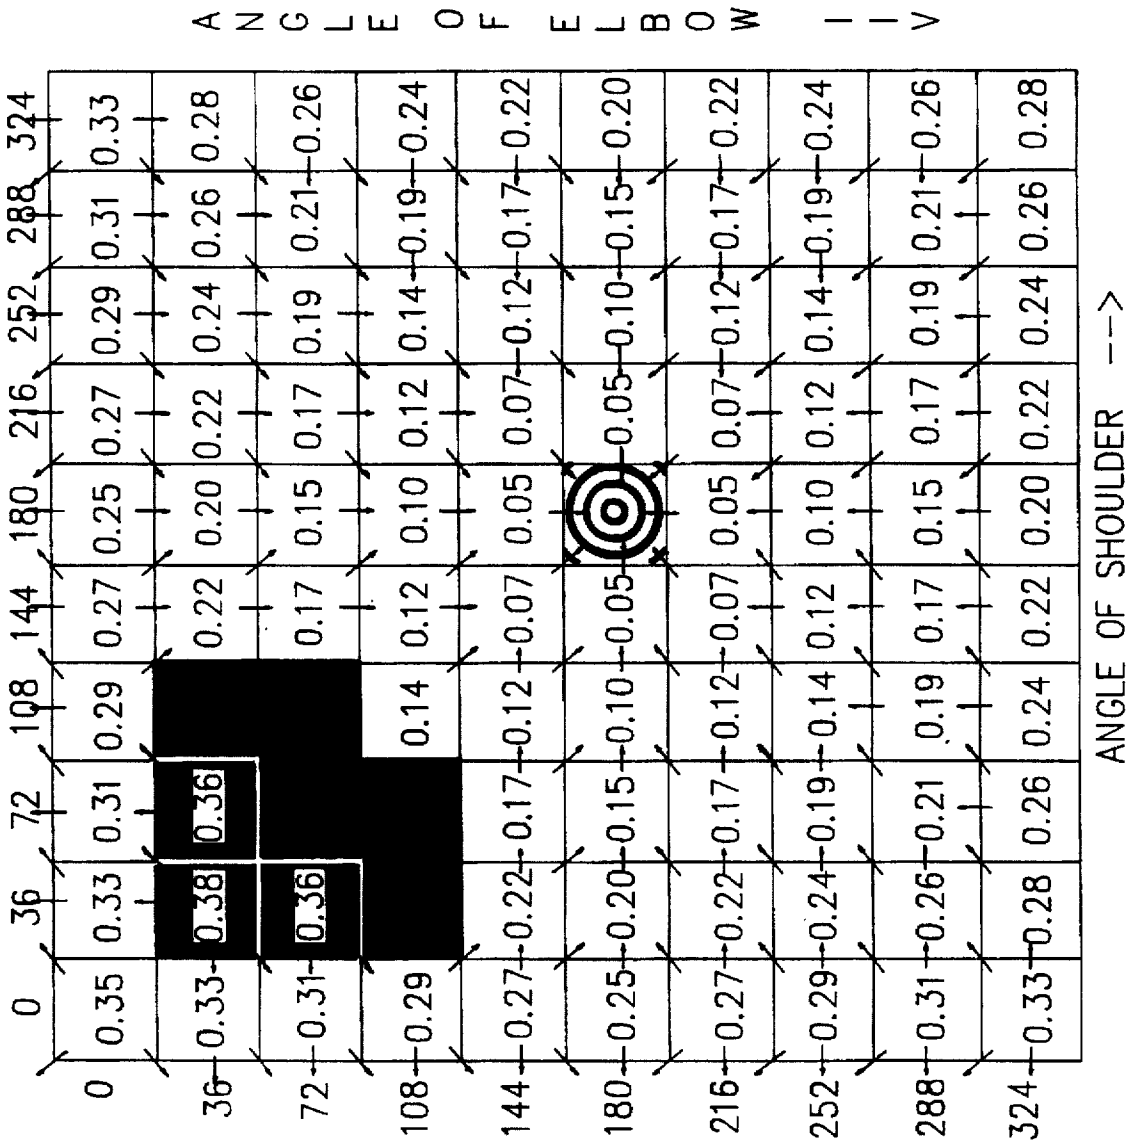 0 36 72 108 144 180 216 252 288 324
0 0.35 0.33 0.31 0.29 0.27 0.25 0.27 0.29 0.31 0.33
36 0.33 0.38 0.36 0.22 0.20 0.22 0.24 0.26 0.28
72 0.31 0.36 0.17 0.15 0.17 0.19 0.21 0.26
108 0.29 0.14 0.12 0.10 0.12 0.14 0.19 0.24
144 0.27 0.22 0.17 0.12 0.07 0.05 0.07 0.12 0.17 0.22
180 0.25 0.20 0.15 0.10 0.05 0.05 0.10 0.15 0.20
216 0.27 0.22 0.17 0.12 0.07 0.05 0.07 0.12 0.17 0.22
252 0.29 0.24 0.19 0.14 0.12 0.10 0.12 0.14 0.19 0.24
288 0.31 0.26 0.21 0.19 0.17 0.15 0.17 0.19 0.21 0.26
324 0.33 0.28 0.26 0.24 0.22 0.20 0.22 0.24 0.26 0.28
ANGLE OF ELBOW ||V
ANGLE OF SHOULDER -->